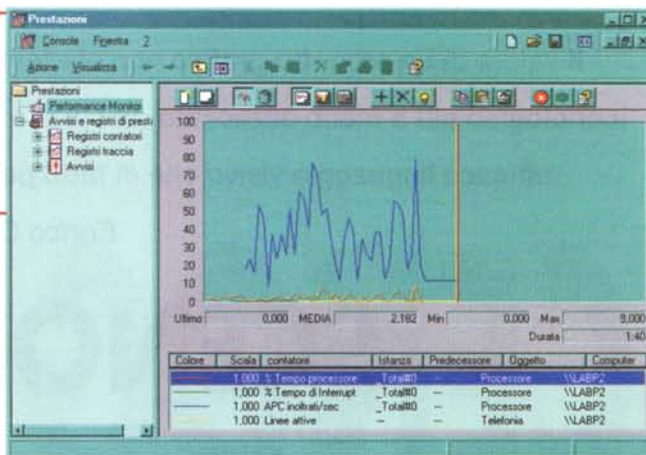 Prestazioni
Console Finestra ?
Azione Visualizza
Prestazioni
Performance Monitor
Avvisi e registri di presta
Registri contatori
Registri traccia
Avvisi
100
90
80
70
60
50
40
30
20
10
0
Ultimo 0,000 MEDIA 2,182 Min 0,000 Max 9,000
Durata 1:40
Colore Scala contatore Istanza Predecessore Oggetto Computer
1,000 % Tempo processore _Total#0 -- Processore \\LABP2
1,000 % Tempo di Interrupt _Total#0 -- Processore \\LABP2
1,000 APC inoltrati/sec _Total#0 -- Processore \\LABP2
1,000 Linee attive -- -- Telefonia \\LABP2